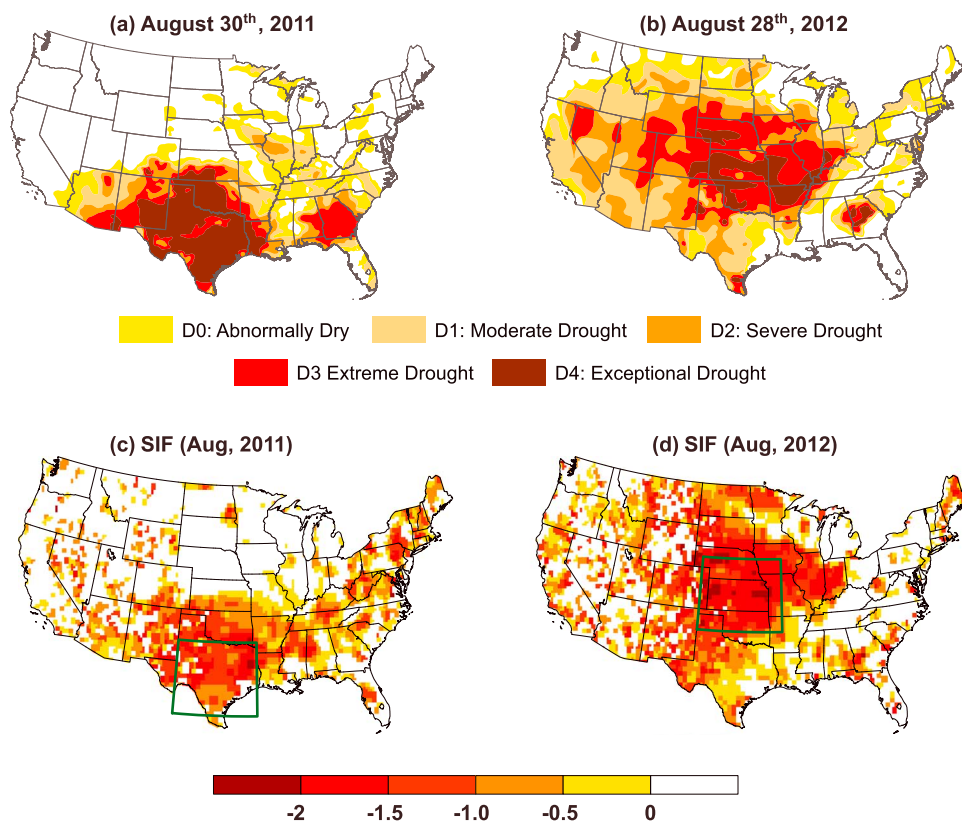 (a) August 30th, 2011
(b) August 28th, 2012
D0: Abnormally Dry
D1: Moderate Drought
D2: Severe Drought
D3 Extreme Drought
D4: Exceptional Drought
(c) SIF (Aug, 2011)
(d) SIF (Aug, 2012)
-2 -1.5 -1.0 -0.5 0